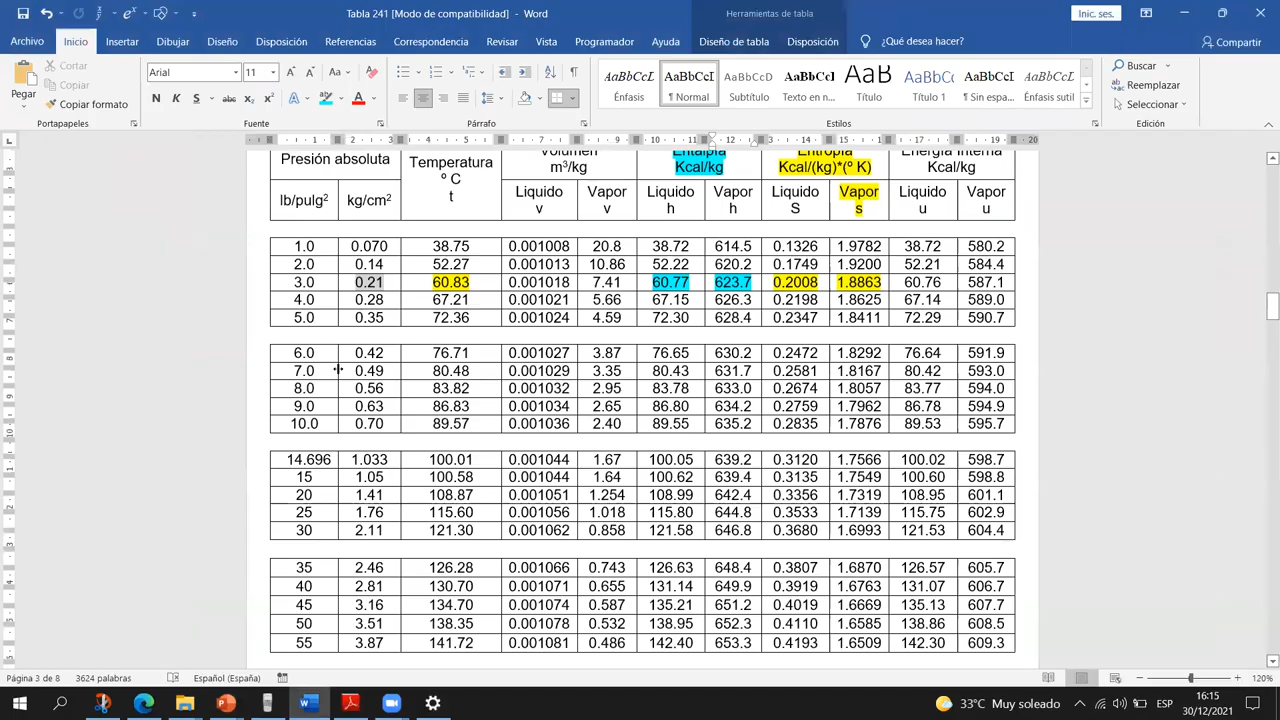 Tabla 241 [Modo de compatibilidad] - Word
Herramientas de tabla
Inic. ses.
Archivo Inicio Insertar Dibujar Diseño Disposición Referencias Correspondencia Revisar Vista Programador Ayuda Diseño de tabla Disposición ¿Qué desea hacer? Compartir
Pegar
Cortar
Copiar
Copiar formato
Portapapeles
Arial 11
N K S abc x₂ x²
Fuente
Párrafo
AaBbCcL AaBbCcI AaBbCcD AaBbCcI AaB AaBbCcI AaBbCcD AaBbCcL
Énfasis ¶ Normal Subtítulo Texto en n... Título Título 1 ¶ Sin espa... Énfasis sutil
Estilos
Buscar
Reemplazar
Seleccionar
Edición
Presión absoluta Temperatura º C t Volumen m³/kg Entalpía Kcal/kg Entropía Kcal/(kg)*(º K) Energía Interna Kcal/kg
lb/pulg² kg/cm² Liquido v Vapor v Liquido h Vapor h Liquido S Vapor s Liquido u Vapor u
1.0 0.070 38.75 0.001008 20.8 38.72 614.5 0.1326 1.9782 38.72 580.2
2.0 0.14 52.27 0.001013 10.86 52.22 620.2 0.1749 1.9200 52.21 584.4
3.0 0.21 60.83 0.001018 7.41 60.77 623.7 0.2008 1.8863 60.76 587.1
4.0 0.28 67.21 0.001021 5.66 67.15 626.3 0.2198 1.8625 67.14 589.0
5.0 0.35 72.36 0.001024 4.59 72.30 628.4 0.2347 1.8411 72.29 590.7
6.0 0.42 76.71 0.001027 3.87 76.65 630.2 0.2472 1.8292 76.64 591.9
7.0 0.49 80.48 0.001029 3.35 80.43 631.7 0.2581 1.8167 80.42 593.0
8.0 0.56 83.82 0.001032 2.95 83.78 633.0 0.2674 1.8057 83.77 594.0
9.0 0.63 86.83 0.001034 2.65 86.80 634.2 0.2759 1.7962 86.78 594.9
10.0 0.70 89.57 0.001036 2.40 89.55 635.2 0.2835 1.7876 89.53 595.7
14.696 1.033 100.01 0.001044 1.67 100.05 639.2 0.3120 1.7566 100.02 598.7
15 1.05 100.58 0.001044 1.64 100.62 639.4 0.3135 1.7549 100.60 598.8
20 1.41 108.87 0.001051 1.254 108.99 642.4 0.3356 1.7319 108.95 601.1
25 1.76 115.60 0.001056 1.018 115.80 644.8 0.3533 1.7139 115.75 602.9
30 2.11 121.30 0.001062 0.858 121.58 646.8 0.3680 1.6993 121.53 604.4
35 2.46 126.28 0.001066 0.743 126.63 648.4 0.3807 1.6870 126.57 605.7
40 2.81 130.70 0.001071 0.655 131.14 649.9 0.3919 1.6763 131.07 606.7
45 3.16 134.70 0.001074 0.587 135.21 651.2 0.4019 1.6669 135.13 607.7
50 3.51 138.35 0.001078 0.532 138.95 652.3 0.4110 1.6585 138.86 608.5
55 3.87 141.72 0.001081 0.486 142.40 653.3 0.4193 1.6509 142.30 609.3
Página 3 de 8 3624 palabras Español (España) 120%
33°C Muy soleado ESP 16:15
30/12/2021